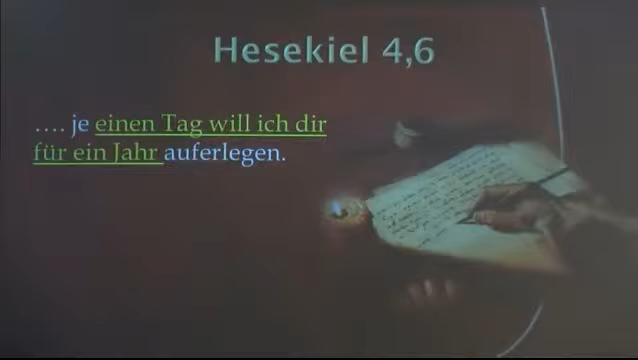 Hesekiel 4,6
.... je einen Tag will ich dir
für ein Jahr auferlegen.